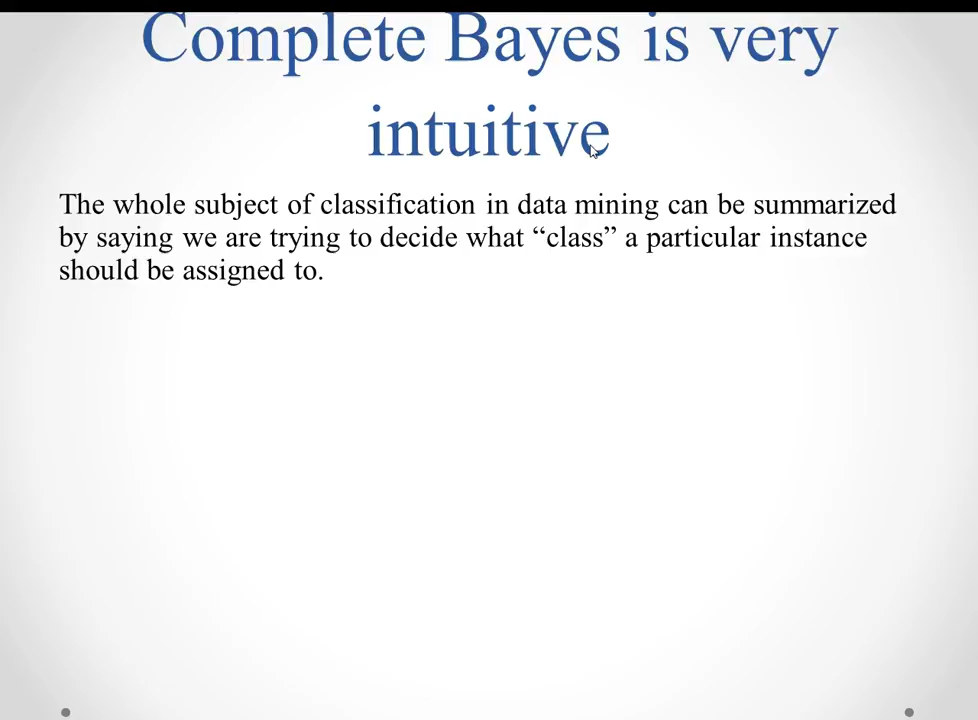 Complete Bayes is very
intuitive
The whole subject of classification in data mining can be summarized
by saying we are trying to decide what “class” a particular instance
should be assigned to.